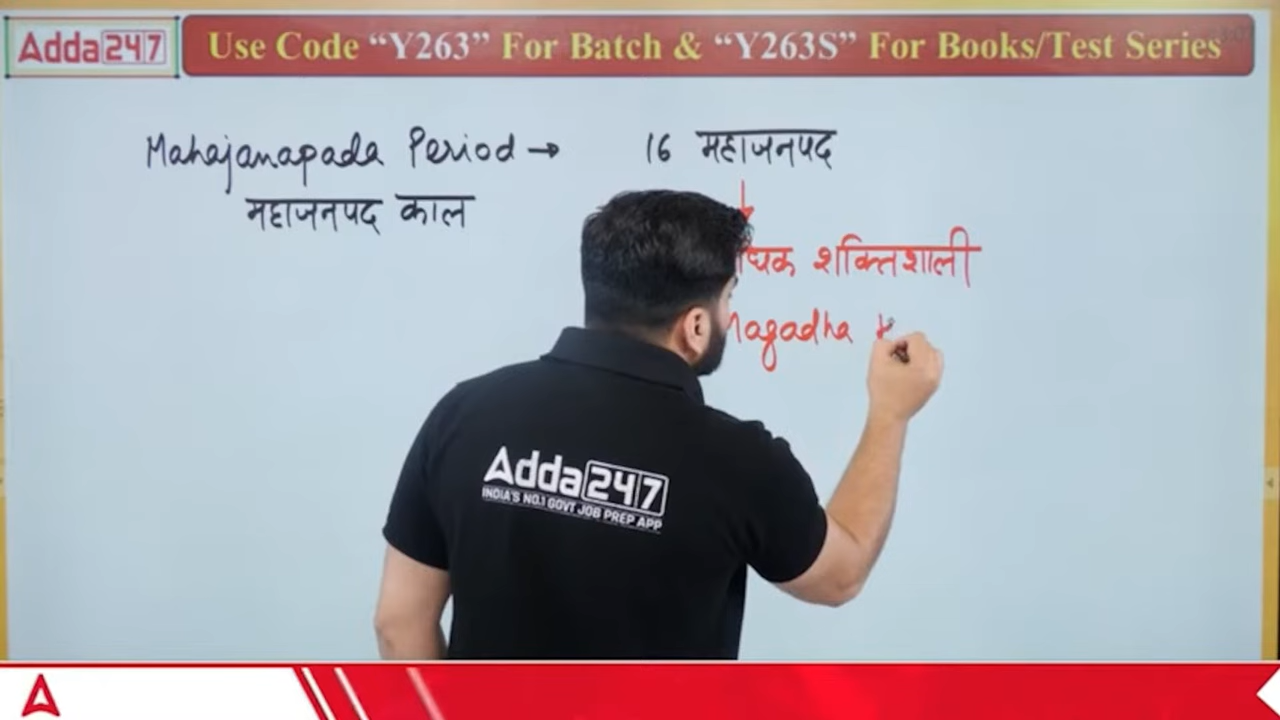 Adda247 Use Code “Y263” For Batch & “Y263S” For Books/Test Series
Mahajanapada Period → 16 महाजनपद
महाजनपद काल
शक्तिशाली
Magadha
Adda247
INDIA'S NO.1 GOVT JOB PREP APP